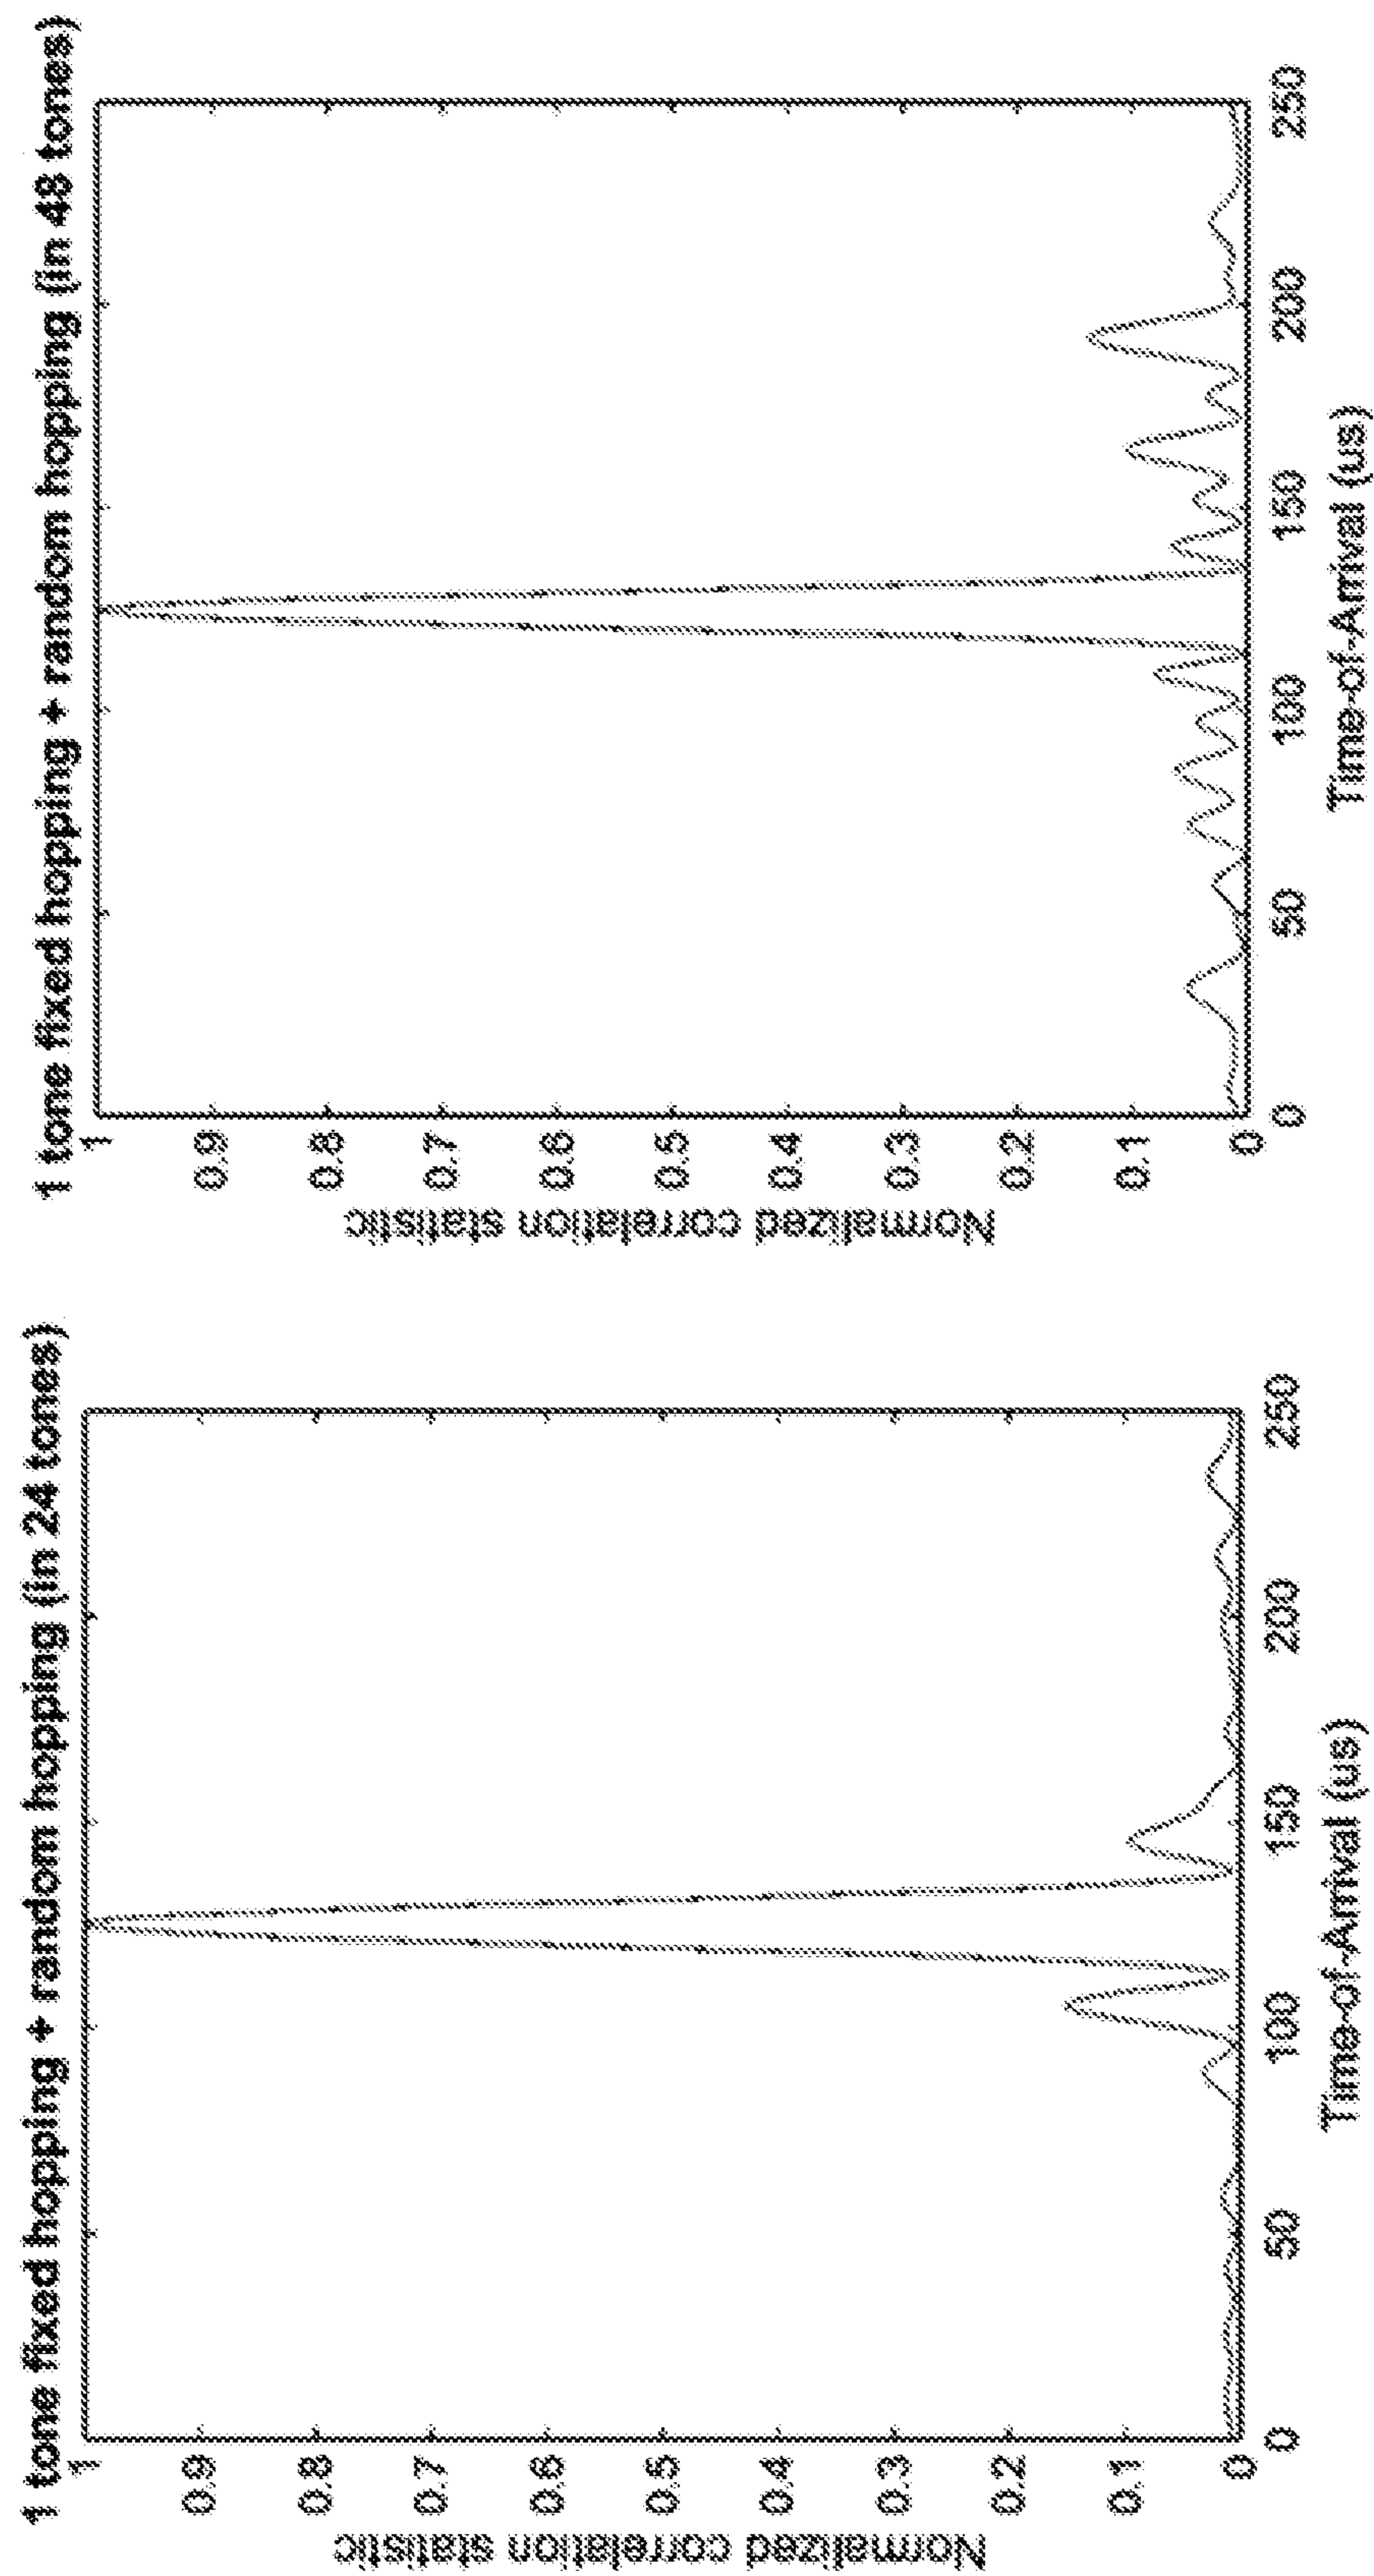 1 tone fixed hopping + random hopping (in 24 tones)
1
0.9
0.8
0.7
0.6
0.5
0.4
0.3
0.2
0.1
0
Normalized correlation statistic
0 50 100 150 200 250
Time-of-Arrival (us)
1 tone fixed hopping + random hopping (in 48 tones)
1
0.9
0.8
0.7
0.6
0.5
0.4
0.3
0.2
0.1
0
Normalized correlation statistic
0 50 100 150 200 250
Time-of-Arrival (us)